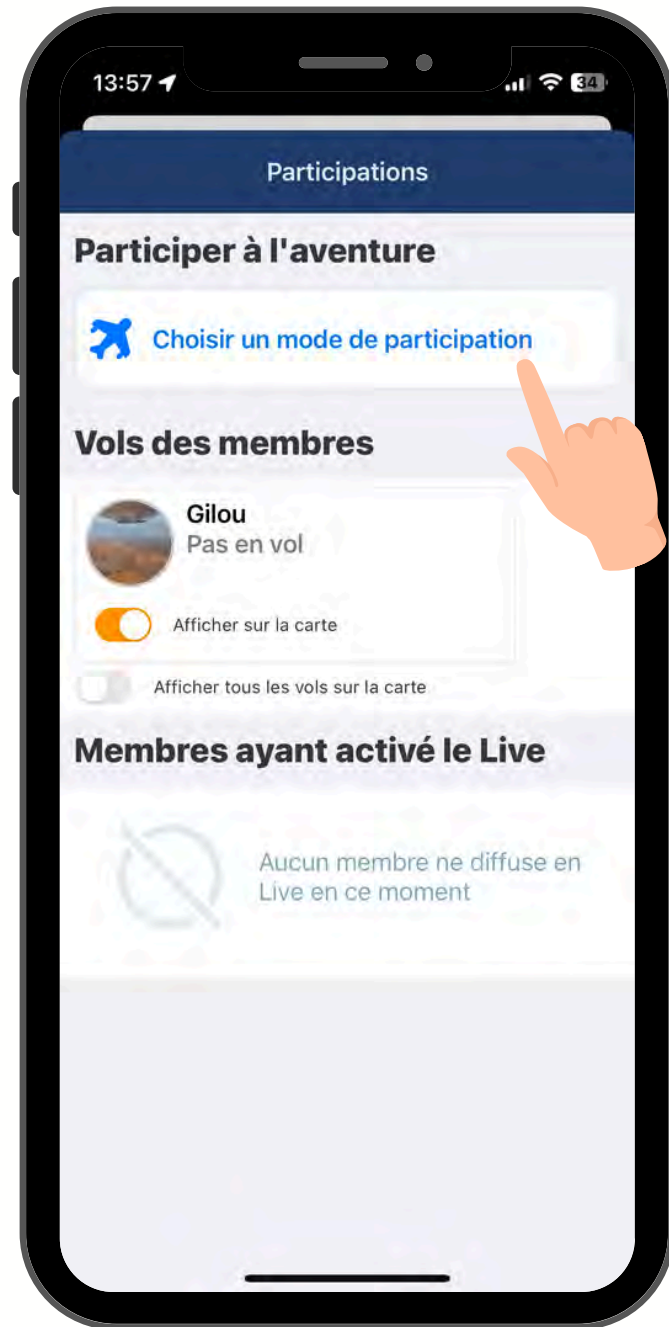 13:57
34
Participations
Participer à l'aventure
Choisir un mode de participation
Vols des membres
Gilou
Pas en vol
Afficher sur la carte
Afficher tous les vols sur la carte
Membres ayant activé le Live
Aucun membre ne diffuse en
Live en ce moment